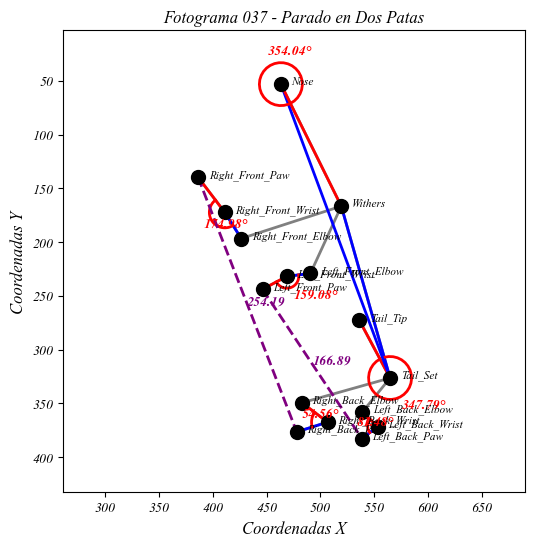 Fotograma 037 - Parado en Dos Patas
354.04°
Nose
Right_Front_Paw
Withers
Right_Front_Wrist
Right_Front_Elbow
Left_Front_Elbow
159.08°
Left_Front_Paw
254.19
Tail_Tip
166.89
Tail_Set
Right_Back_Elbow
347.79°
Left_Back_Elbow
Left_Back_Wrist
Left_Back_Paw
50
100
150
200
250
300
350
400
Coordenadas Y
300
350
400
450
500
550
600
650
Coordenadas X